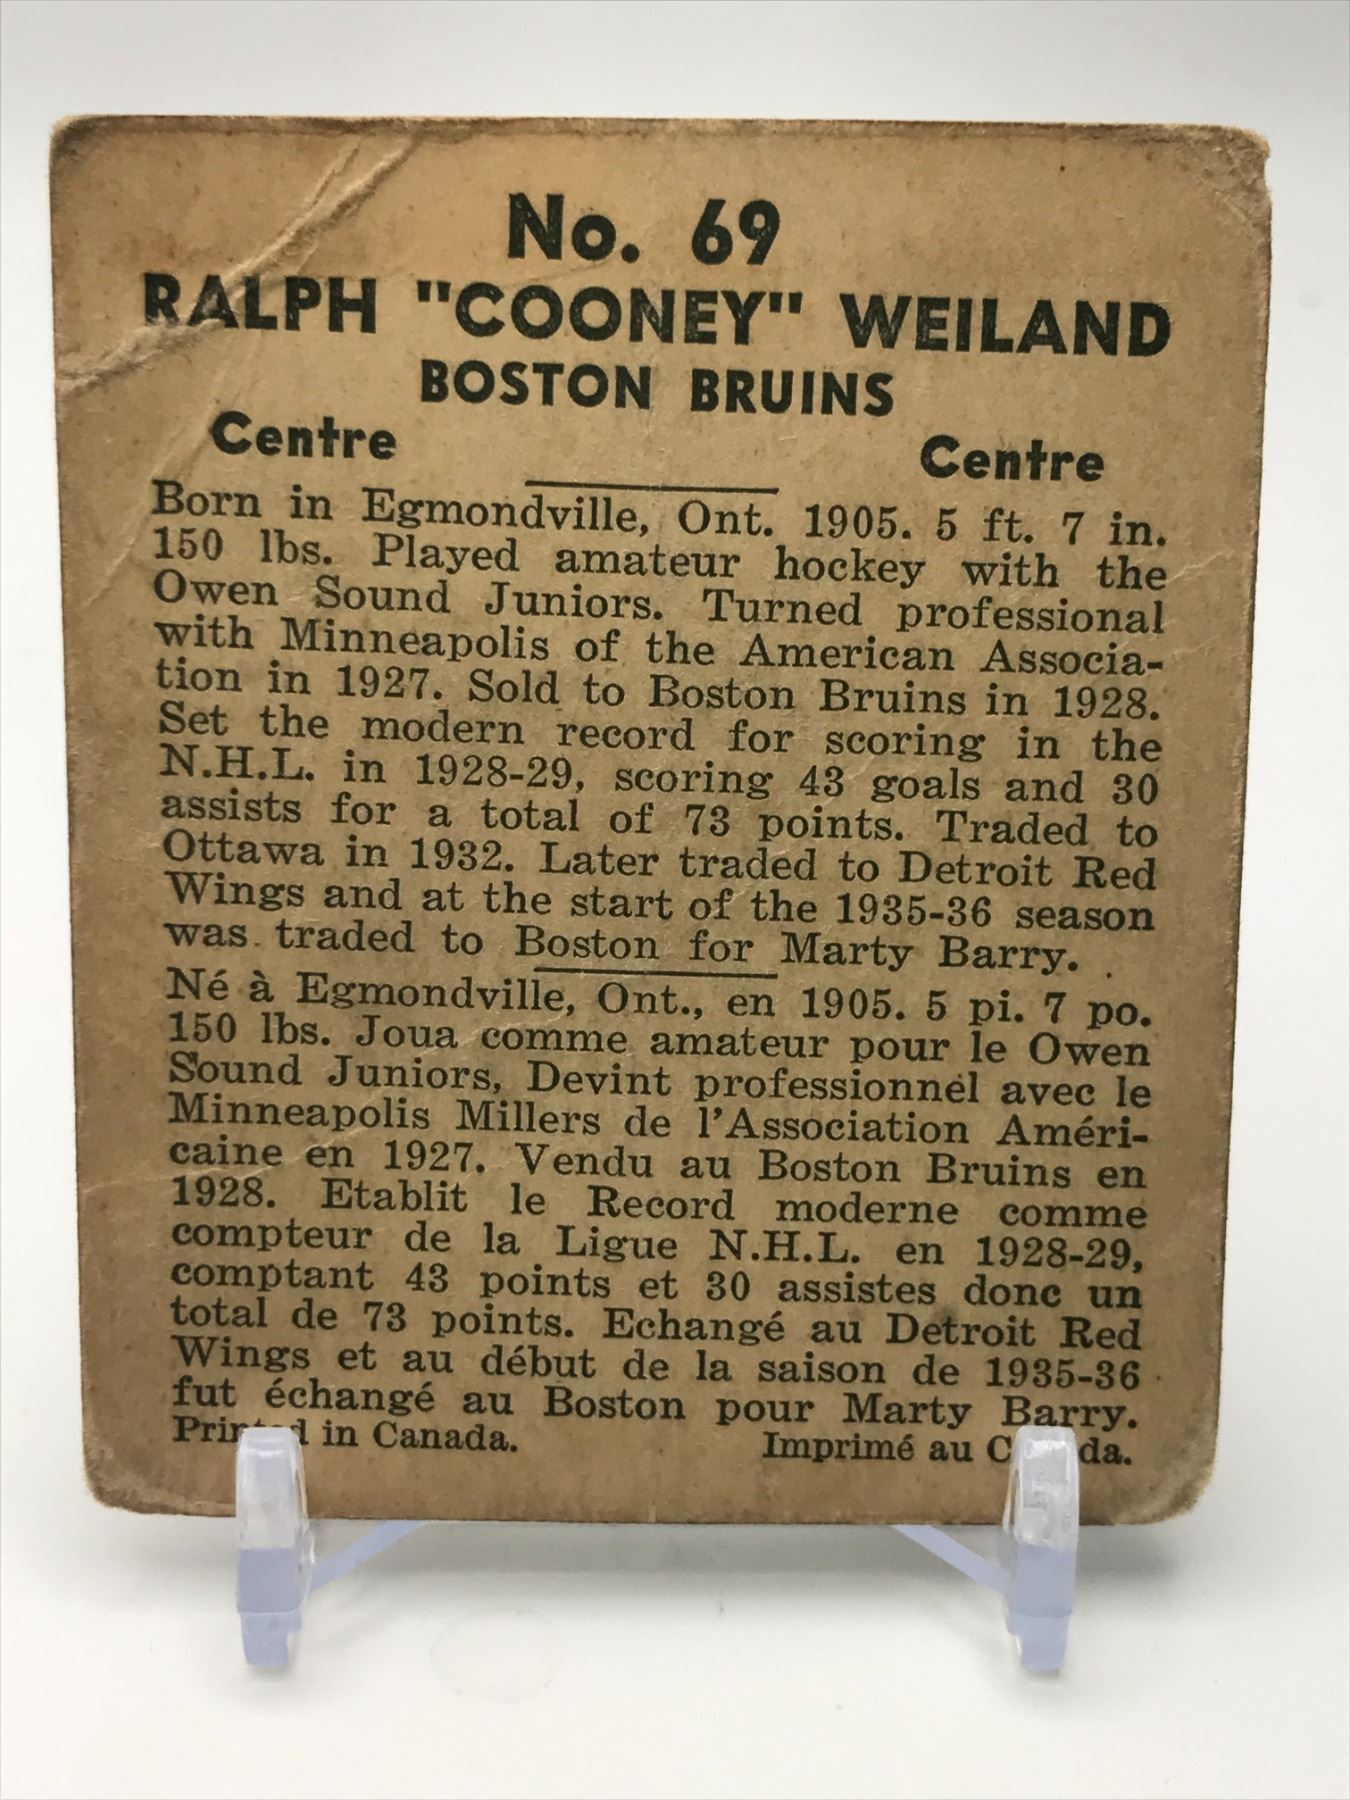 No. 69
RALPH "COONEY" WEILAND
BOSTON BRUINS
Centre Centre
Born in Egmondville, Ont. 1905. 5 ft. 7 in.
150 lbs. Played amateur hockey with the
Owen Sound Juniors. Turned professional
with Minneapolis of the American Associa-
tion in 1927. Sold to Boston Bruins in 1928.
Set the modern record for scoring in the
N.H.L. in 1928-29, scoring 43 goals and 30
assists for a total of 73 points. Traded to
Ottawa in 1932. Later traded to Detroit Red
Wings and at the start of the 1935-36 season
was traded to Boston for Marty Barry.
Né à Egmondville, Ont., en 1905. 5 pi. 7 po.
150 lbs. Joua comme amateur pour le Owen
Sound Juniors, Devint professionnel avec le
Minneapolis Millers de l'Association Améri-
caine en 1927. Vendu au Boston Bruins en
1928. Etablit le Record moderne comme
compteur de la Ligue N.H.L. en 1928-29,
comptant 43 points et 30 assistes donc un
total de 73 points. Echangé au Detroit Red
Wings et au début de la saison de 1935-36
fut échangé au Boston pour Marty Barry.
Printed in Canada. Imprimé au Canada.